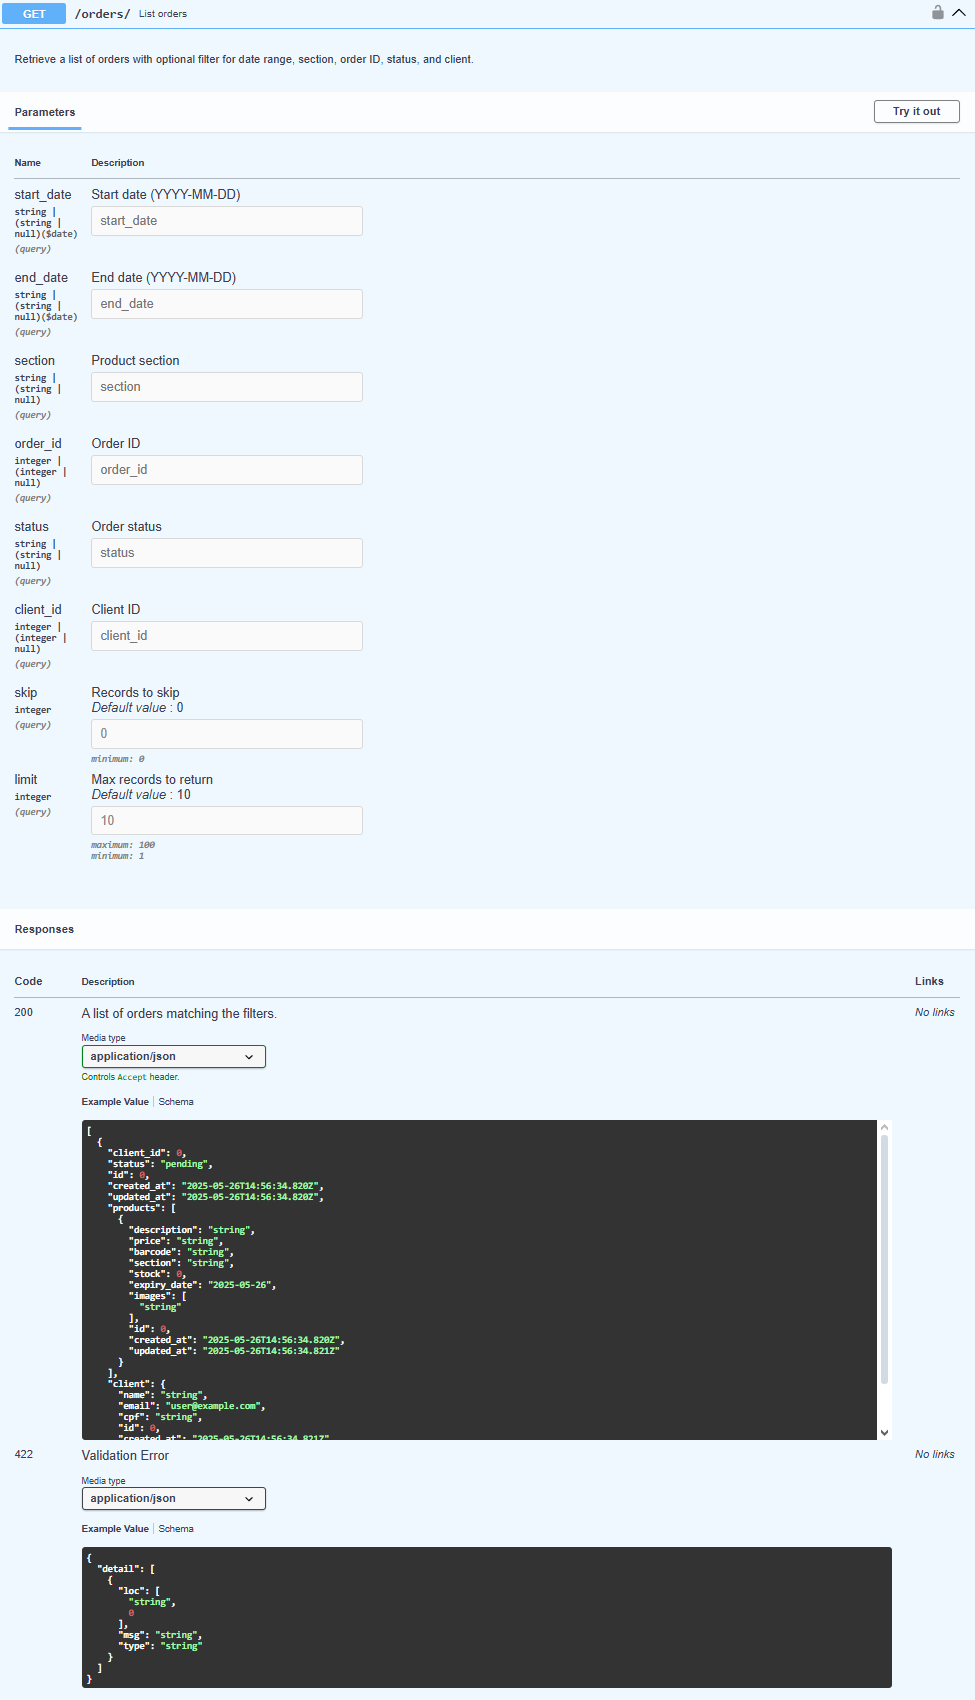 GET /orders/ List orders
Retrieve a list of orders with optional filter for date range, section, order ID, status, and client.
Parameters
Try it out
Name Description
start_date Start date (YYYY-MM-DD)
string |
(string |
null)($date)
(query)
start_date
end_date End date (YYYY-MM-DD)
string |
(string |
null)($date)
(query)
end_date
section Product section
string |
(string |
null)
(query)
section
order_id Order ID
integer |
(integer |
null)
(query)
order_id
status Order status
string |
(string |
null)
(query)
status
client_id Client ID
integer |
(integer |
null)
(query)
client_id
skip Records to skip
integer Default value : 0
(query)
0
minimum: 0
limit Max records to return
integer Default value : 10
(query)
10
maximum: 100
minimum: 1
Responses
Code Description Links
200 A list of orders matching the filters. No links
Media type
application/json
Controls Accept header.
Example Value | Schema
[
  {
    "client_id": 0,
    "status": "pending",
    "id": 0,
    "created_at": "2025-05-26T14:56:34.820Z",
    "updated_at": "2025-05-26T14:56:34.820Z",
    "products": [
      {
        "description": "string",
        "price": "string",
        "barcode": "string",
        "section": "string",
        "stock": 0,
        "expiry_date": "2025-05-26",
        "images": [
          "string"
        ],
        "id": 0,
        "created_at": "2025-05-26T14:56:34.820Z",
        "updated_at": "2025-05-26T14:56:34.821Z"
      }
    ],
    "client": {
      "name": "string",
      "email": "user@example.com",
      "cpf": "string",
      "id": 0,
      "created_at": "2025-05-26T14:56:34.821Z"
422 Validation Error No links
Media type
application/json
Example Value | Schema
{
  "detail": [
    {
      "loc": [
        "string",
        0
      ],
      "msg": "string",
      "type": "string"
    }
  ]
}